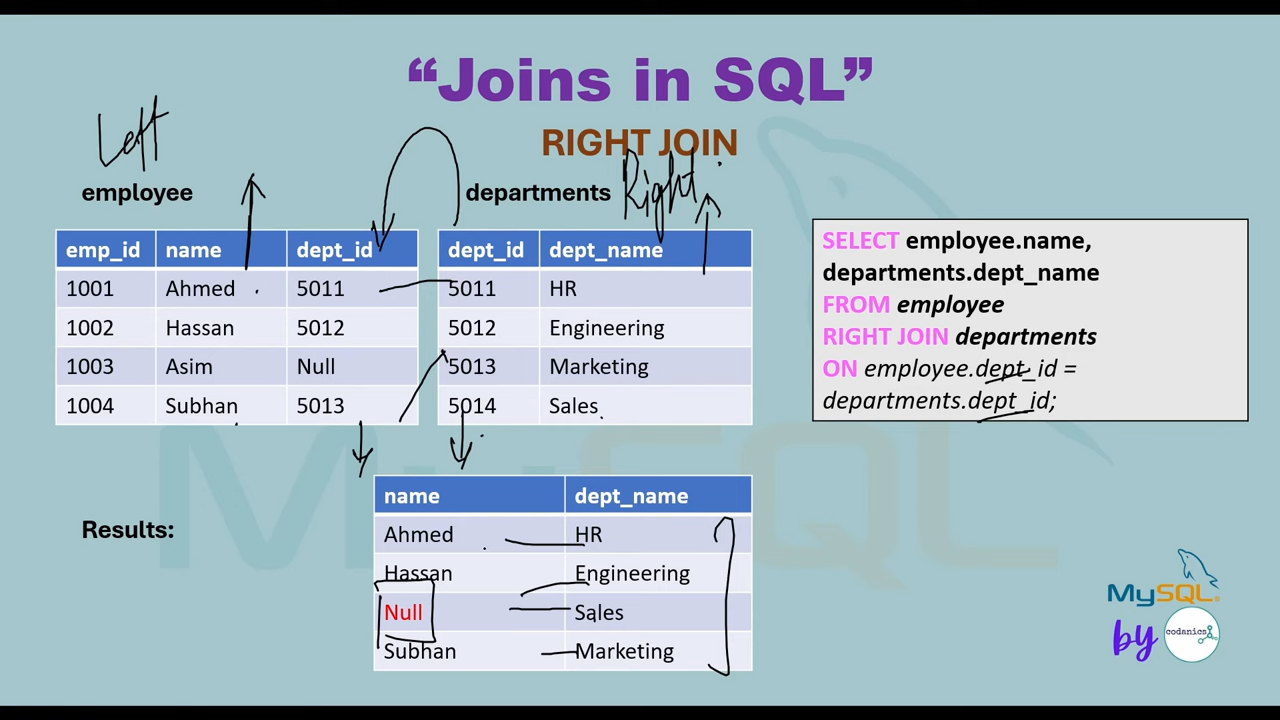 “Joins in SQL”
RIGHT JOIN
Left
Right
employee
departments
emp_id name dept_id
1001 Ahmed 5011
1002 Hassan 5012
1003 Asim Null
1004 Subhan 5013
dept_id dept_name
5011 HR
5012 Engineering
5013 Marketing
5014 Sales
SELECT employee.name,
departments.dept_name
FROM employee
RIGHT JOIN departments
ON employee.dept_id =
departments.dept_id;
Results:
name dept_name
Ahmed HR
Hassan Engineering
Null Sales
Subhan Marketing
MySQL
MySQL
by codanics